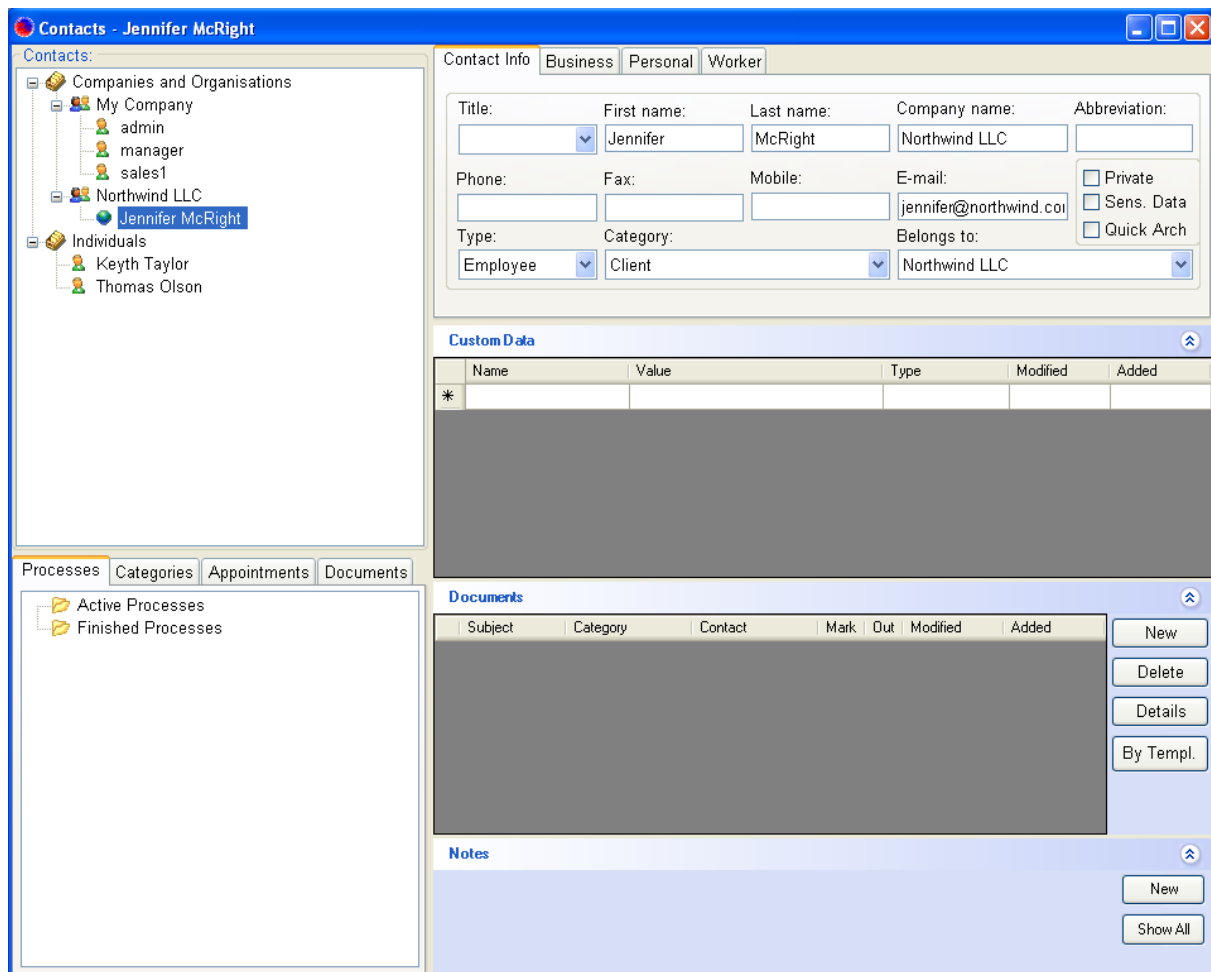 Contacts - Jennifer McRight
Contacts:
Companies and Organisations
My Company
admin
manager
sales1
Northwind LLC
Jennifer McRight
Individuals
Keyth Taylor
Thomas Olson
Processes Categories Appointments Documents
Active Processes
Finished Processes
Contact Info Business Personal Worker
Title: First name: Last name: Company name: Abbreviation:
Jennifer McRight Northwind LLC
Phone: Fax: Mobile: E-mail: Private
jennifer@northwind.co Sens. Data
Type: Category: Belongs to: Quick Arch
Employee Client Northwind LLC
Custom Data
Name Value Type Modified Added
*
Documents
Subject Category Contact Mark Out Modified Added
New
Delete
Details
By Templ.
Notes
New
Show All